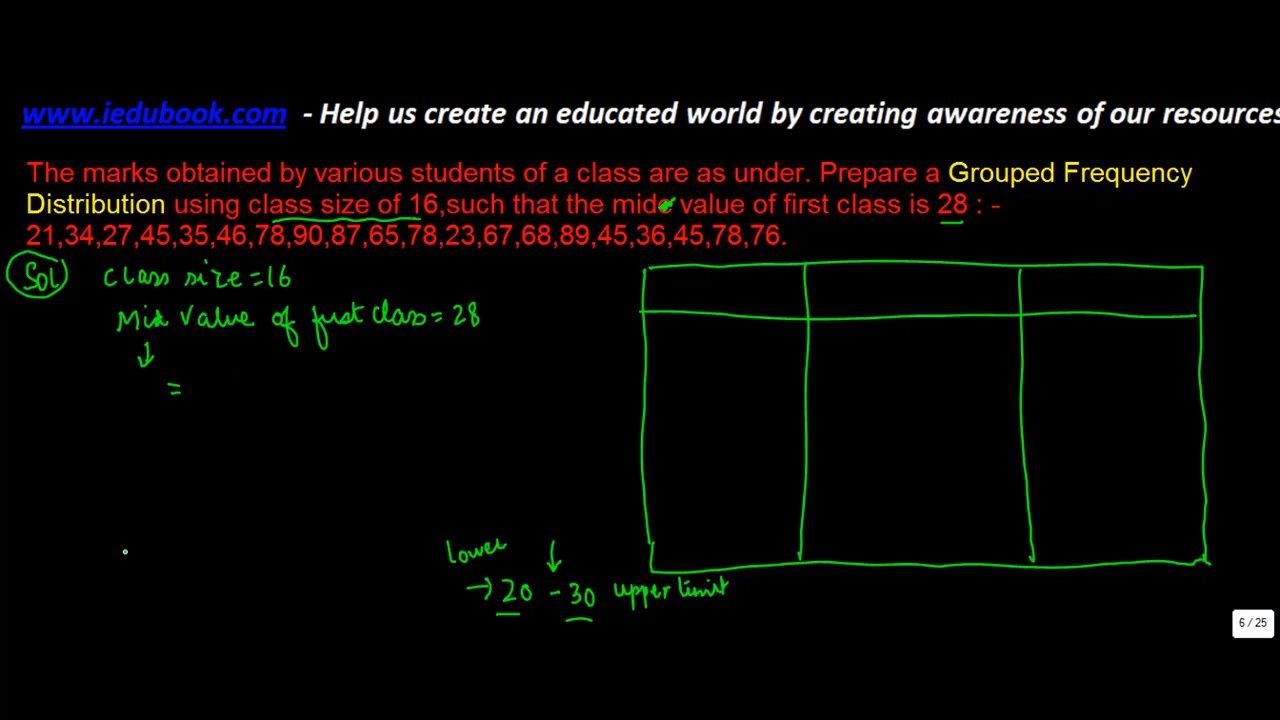 www.iedubook.com - Help us create an educated world by creating awareness of our resources
The marks obtained by various students of a class are as under. Prepare a Grouped Frequency
Distribution using class size of 16,such that the mide value of first class is 28 : -
21,34,27,45,35,46,78,90,87,65,78,23,67,68,89,45,36,45,78,76.
Sol class size=16
Mid Value of first class = 28
=
lower
→ 20 - 30 upper limit
6 / 25